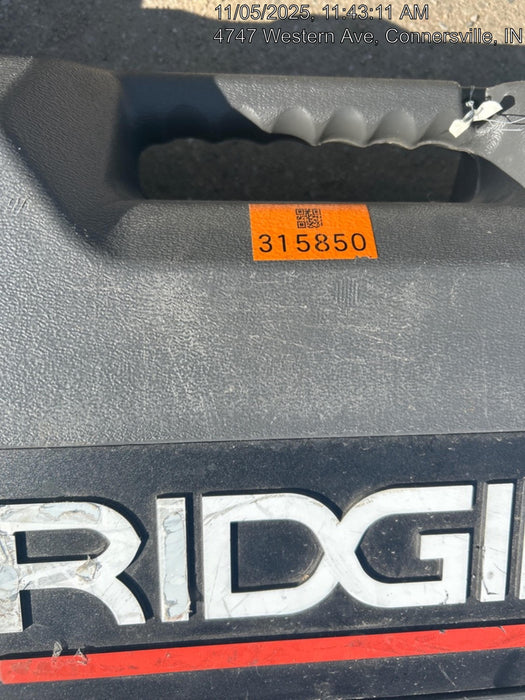 11/05/2025, 11:43:11 AM
4747 Western Ave, Connersville, IN
315850
RIDGI